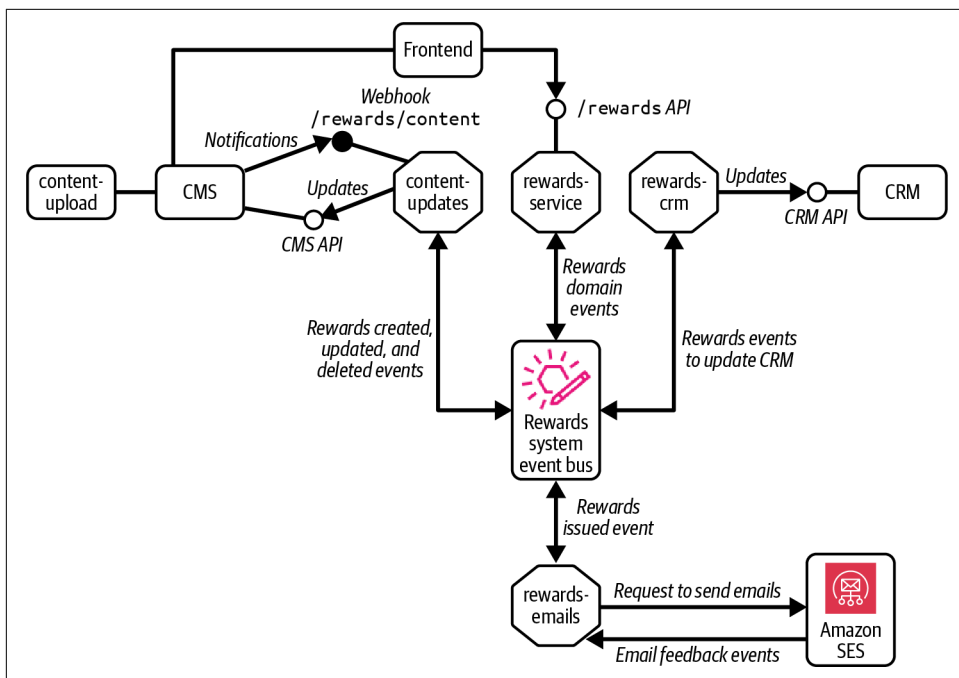 Frontend
Webhook
/rewards/content
/rewards API
Notifications
content-
upload
CMS
Updates
CMS API
content-
updates
rewards-
service
rewards-
crm
Updates
CRM API
CRM
Rewards
domain
events
Rewards created,
updated, and
deleted events
Rewards events
to update CRM
Rewards
system
event bus
Rewards
issued event
rewards-
emails
Request to send emails
Email feedback events
Amazon
SES